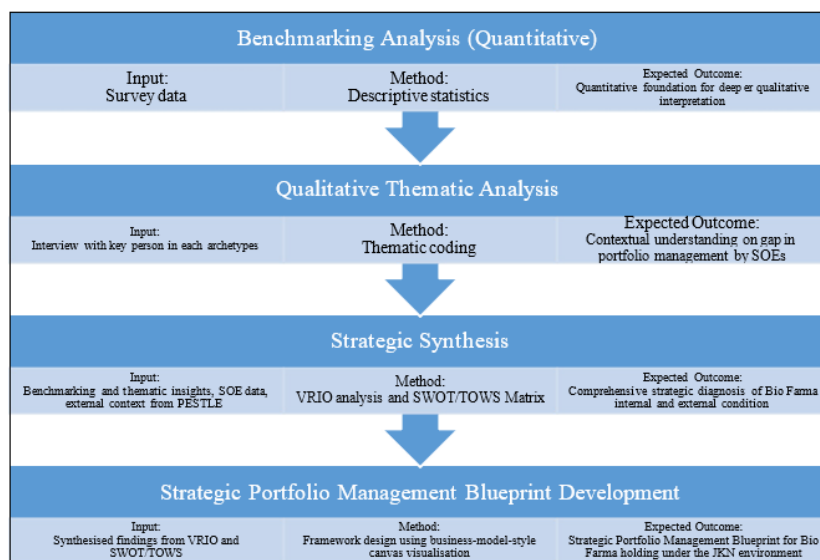 Benchmarking Analysis (Quantitative)
Input:
Survey data
Method:
Descriptive statistics
Expected Outcome:
Quantitative foundation for deeper qualitative
interpretation
Qualitative Thematic Analysis
Input:
Interview with key person in each archetypes
Method:
Thematic coding
Expected Outcome:
Contextual understanding on gap in
portfolio management by SOEs
Strategic Synthesis
Input:
Benchmarking and thematic insights, SOE data,
external context from PESTLE
Method:
VRIO analysis and SWOT/TOWS Matrix
Expected Outcome:
Comprehensive strategic diagnosis of Bio Farma
internal and external condition
Strategic Portfolio Management Blueprint Development
Input:
Synthesised findings from VRIO and
SWOT/TOWS
Method:
Framework design using business-model-style
canvas visualisation
Expected Outcome:
Strategic Portfolio Management Blueprint for Bio
Farma holding under the JKN environment